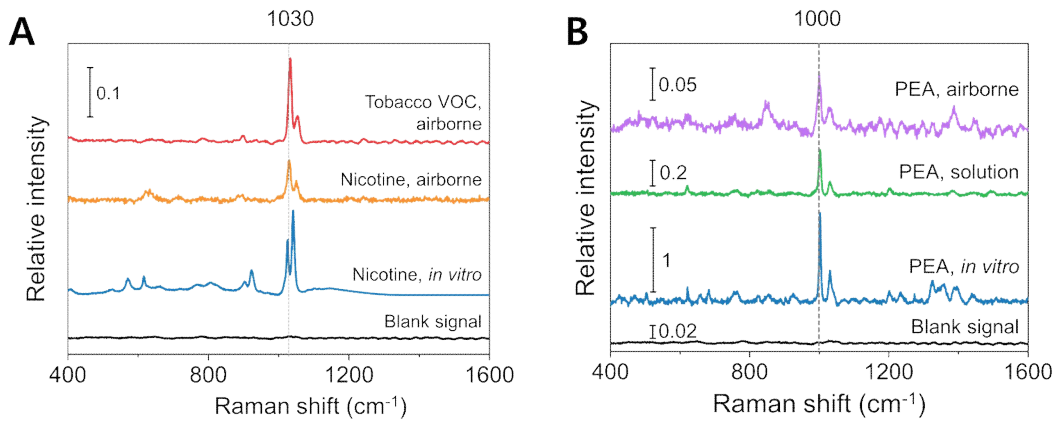 A
1030
0.1
Tobacco VOC,
airborne
Nicotine, airborne
Nicotine, in vitro
Blank signal
Relative intensity
400
800
1200
1600
Raman shift (cm-1)
B
1000
0.05
PEA, airborne
0.2
PEA, solution
1
PEA, in vitro
Blank signal
0.02
Relative intensity
400
800
1200
1600
Raman shift (cm-1)